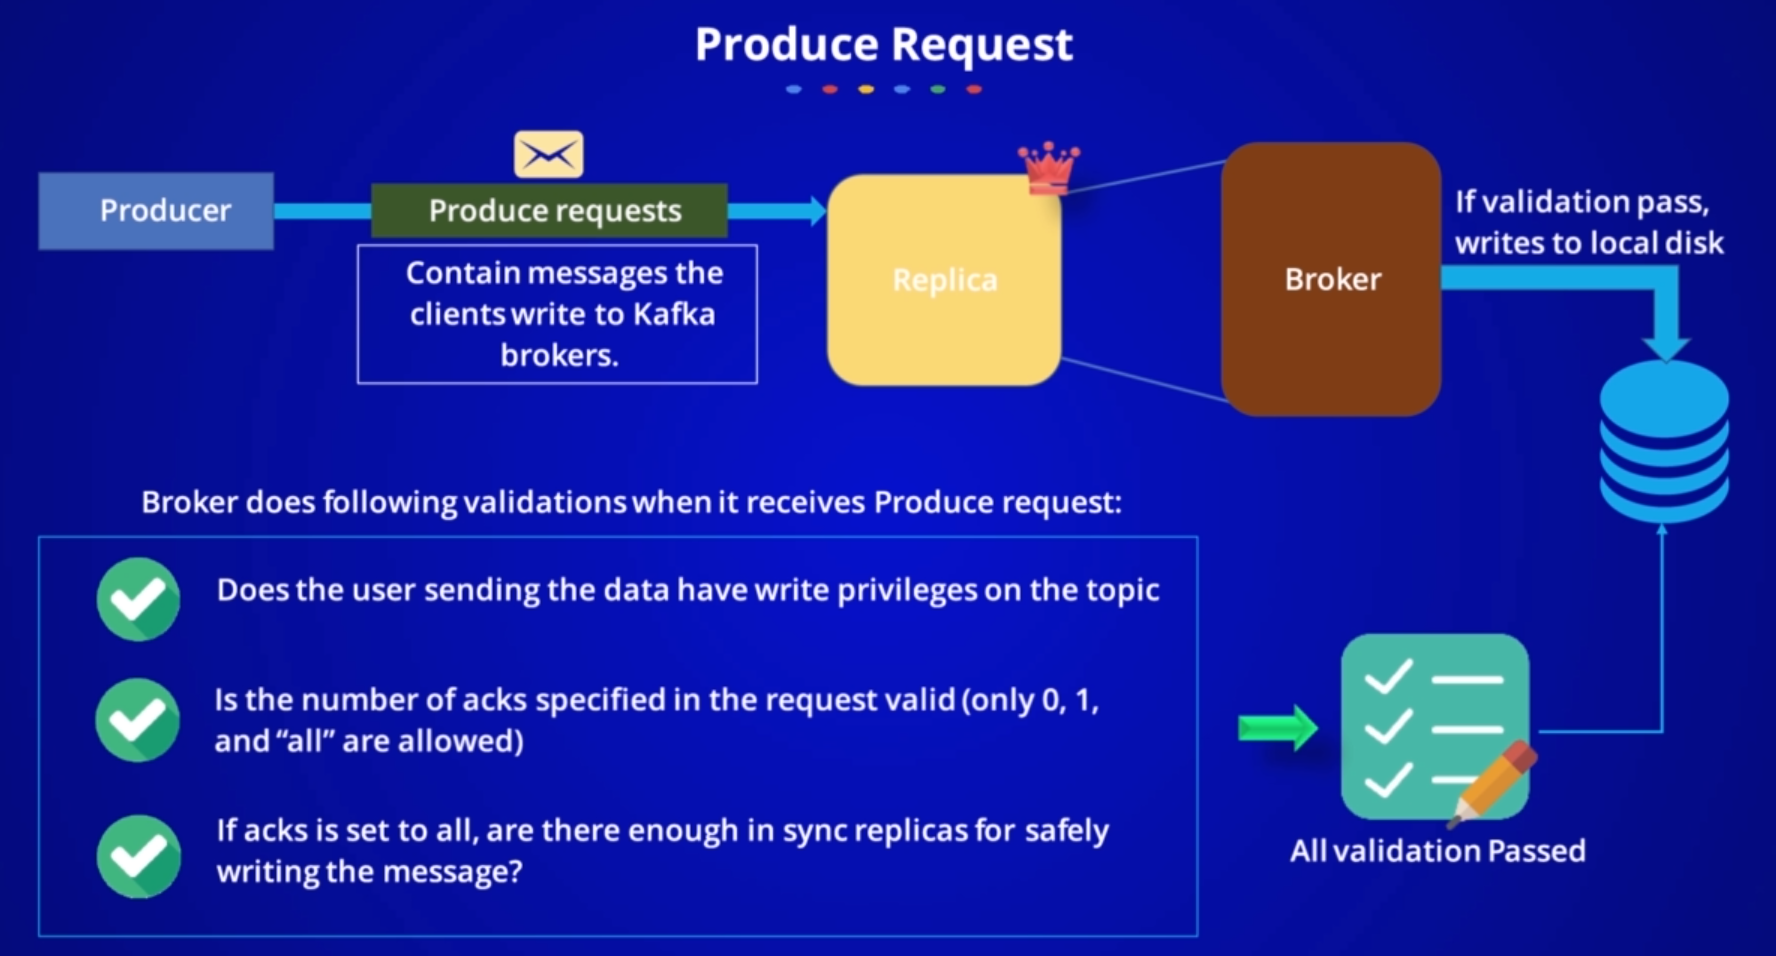 Produce Request
Producer
Produce requests
Contain messages the
clients write to Kafka
brokers.
Replica
Broker
If validation pass,
writes to local disk
Broker does following validations when it receives Produce request:
Does the user sending the data have write privileges on the topic
Is the number of acks specified in the request valid (only 0, 1,
and “all” are allowed)
If acks is set to all, are there enough in sync replicas for safely
writing the message?
All validation Passed